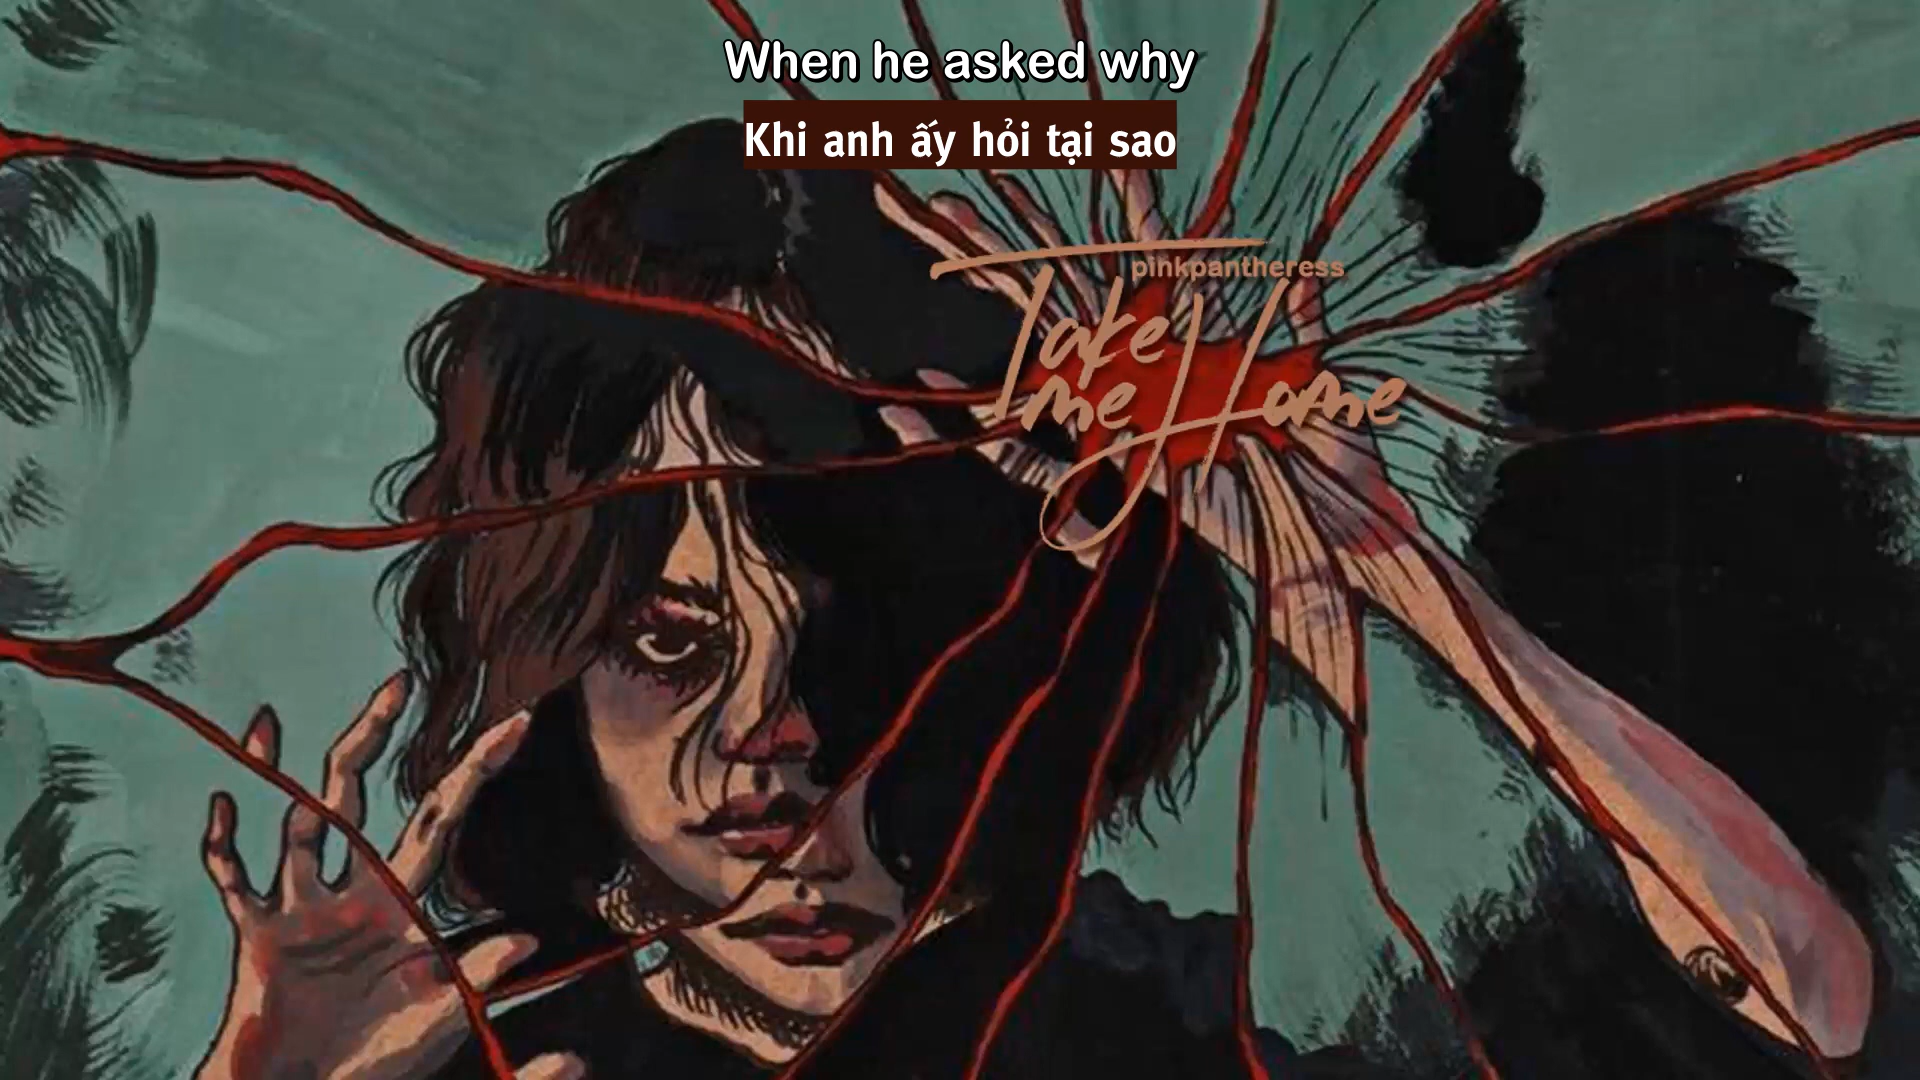 When he asked why
Khi anh ấy hỏi tại sao
pinkpantheress
Take
me Home